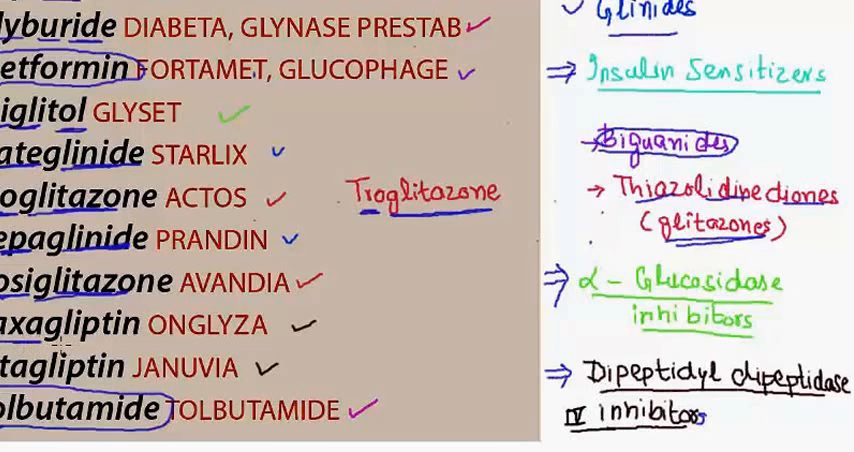 lyburide DIABETA, GLYNASE PRESTAB
etformin FORTAMET, GLUCOPHAGE
iglitol GLYSET
ateglinide STARLIX
oglitazone ACTOS
epaglinide PRANDIN
osiglitazone AVANDIA
axagliptin ONGLYZA
tagliptin JANUVIA
olbutamide TOLBUTAMIDE
Troglitazone
Glinides
⇒ Insulin Sensitizers
→ Biguanides
→ Thiazolidinediones
(glitazones)
⇒ α - Glucosidase
inhibitors
⇒ Dipeptidyl dipeptidase
IV inhibitors